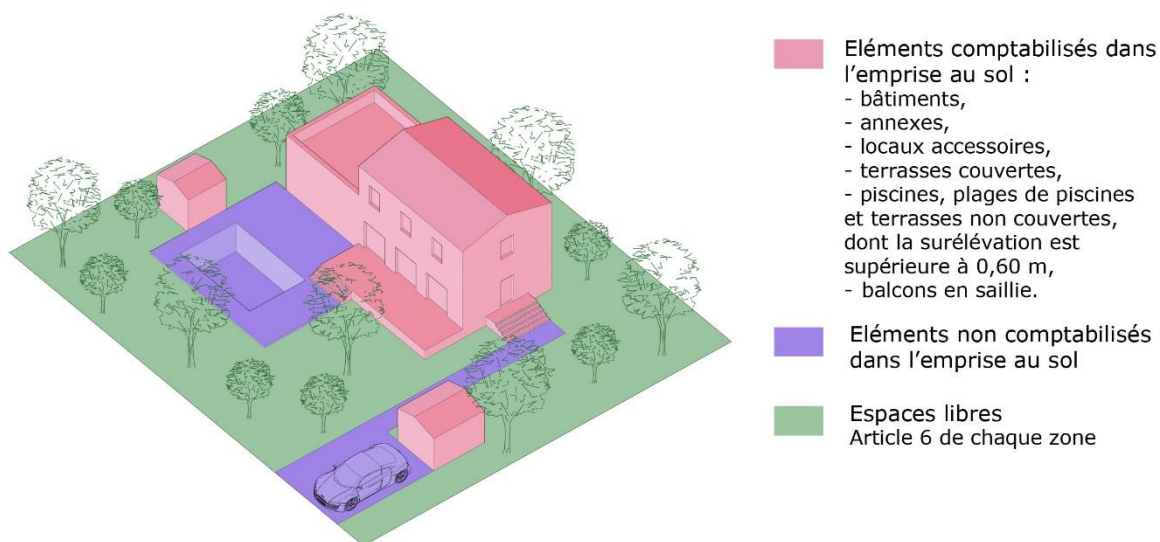 Eléments comptabilisés dans
l'emprise au sol :
- bâtiments,
- annexes,
- locaux accessoires,
- terrasses couvertes,
- piscines, plages de piscines
et terrasses non couvertes,
dont la surélévation est
supérieure à 0,60 m,
- balcons en saillie.
Eléments non comptabilisés
dans l'emprise au sol
Espaces libres
Article 6 de chaque zone